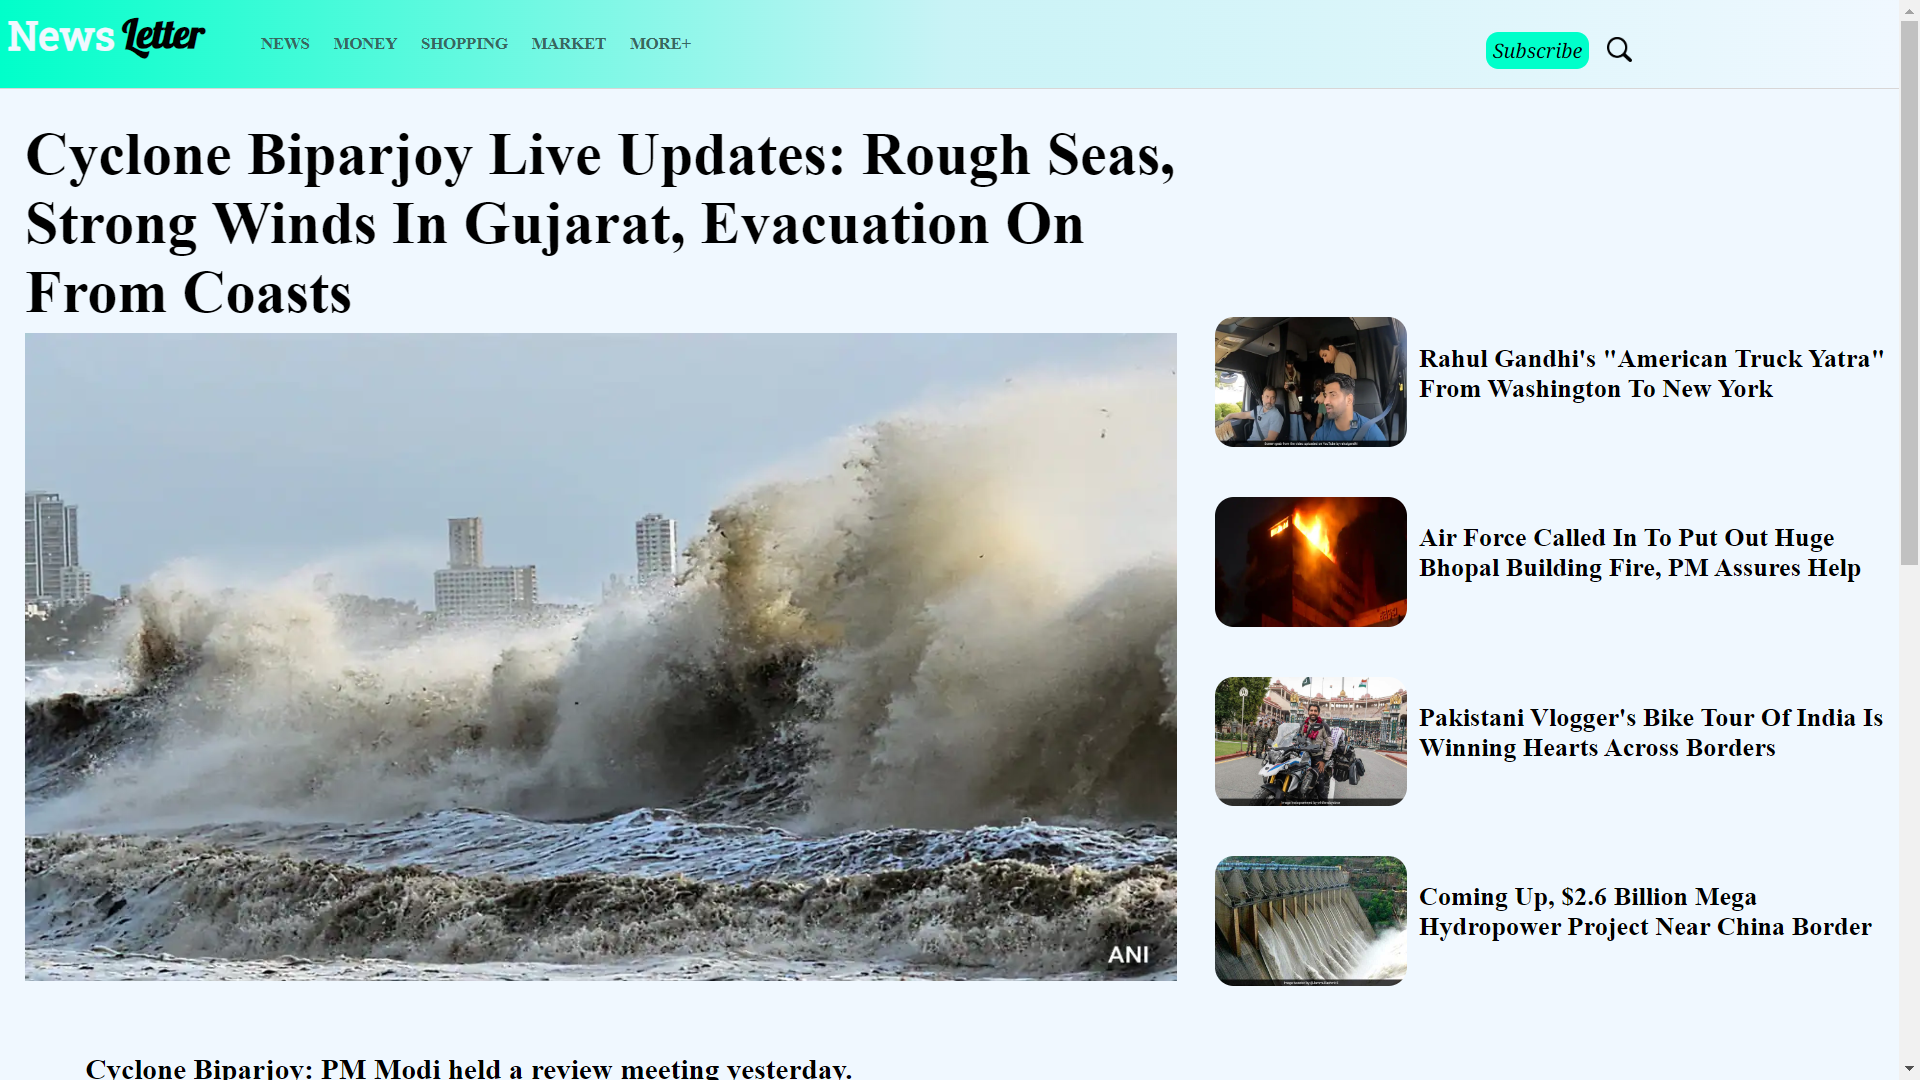 News Letter
NEWS MONEY SHOPPING MARKET MORE+
Subscribe
Cyclone Biparjoy Live Updates: Rough Seas,
Strong Winds In Gujarat, Evacuation On
From Coasts
ANI
Rahul Gandhi's "American Truck Yatra"
From Washington To New York
Air Force Called In To Put Out Huge
Bhopal Building Fire, PM Assures Help
Pakistani Vlogger's Bike Tour Of India Is
Winning Hearts Across Borders
Coming Up, $2.6 Billion Mega
Hydropower Project Near China Border
Cyclone Biparjoy: PM Modi held a review meeting yesterday.